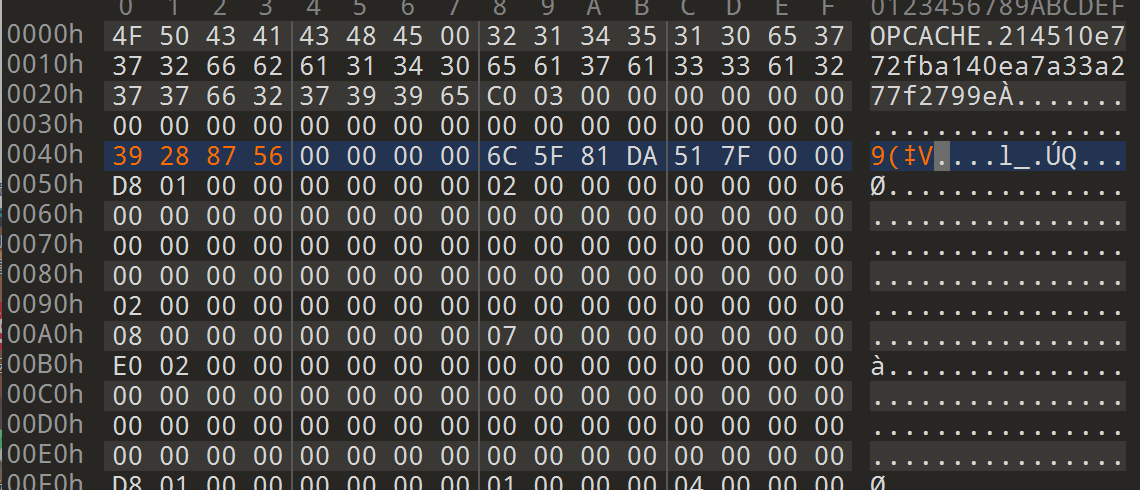 0 1 2 3 4 5 6 7 8 9 A B C D E F 0123456789ABCDEF
0000h 4F 50 43 41 43 48 45 00 32 31 34 35 31 30 65 37 OPCACHE.214510e7
0010h 37 32 66 62 61 31 34 30 65 61 37 61 33 33 61 32 72fba140ea7a33a2
0020h 37 37 66 32 37 39 39 65 C0 03 00 00 00 00 00 00 77f2799eÀ.......
0030h 00 00 00 00 00 00 00 00 00 00 00 00 00 00 00 00 ................
0040h 39 28 87 56 00 00 00 00 6C 5F 81 DA 51 7F 00 00 9(‡V....l_.ÚQ...
0050h D8 01 00 00 00 00 00 00 02 00 00 00 00 00 00 06 Ø...............
0060h 00 00 00 00 00 00 00 00 00 00 00 00 00 00 00 00 ................
0070h 00 00 00 00 00 00 00 00 00 00 00 00 00 00 00 00 ................
0080h 00 00 00 00 00 00 00 00 00 00 00 00 00 00 00 00 ................
0090h 02 00 00 00 00 00 00 00 00 00 00 00 00 00 00 00 ................
00A0h 08 00 00 00 00 00 00 00 07 00 00 00 00 00 00 00 ................
00B0h E0 02 00 00 00 00 00 00 00 00 00 00 00 00 00 00 à...............
00C0h 00 00 00 00 00 00 00 00 00 00 00 00 00 00 00 00 ................
00D0h 00 00 00 00 00 00 00 00 00 00 00 00 00 00 00 00 ................
00E0h 00 00 00 00 00 00 00 00 00 00 00 00 00 00 00 00 ................
00F0h D8 01 00 00 00 00 00 00 01 00 00 00 04 00 00 00 Ø...............